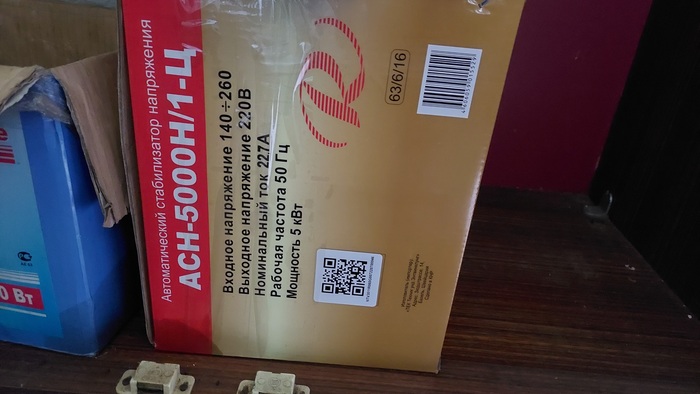 Автоматический стабилизатор напряжения
АСН-5000Н/1-Ц
Входное напряжение 140÷260
Выходное напряжение 220В
Номинальный ток 22,7А
Рабочая частота 50 Гц
Мощность 5 кВт
63/6/16
0 Вт